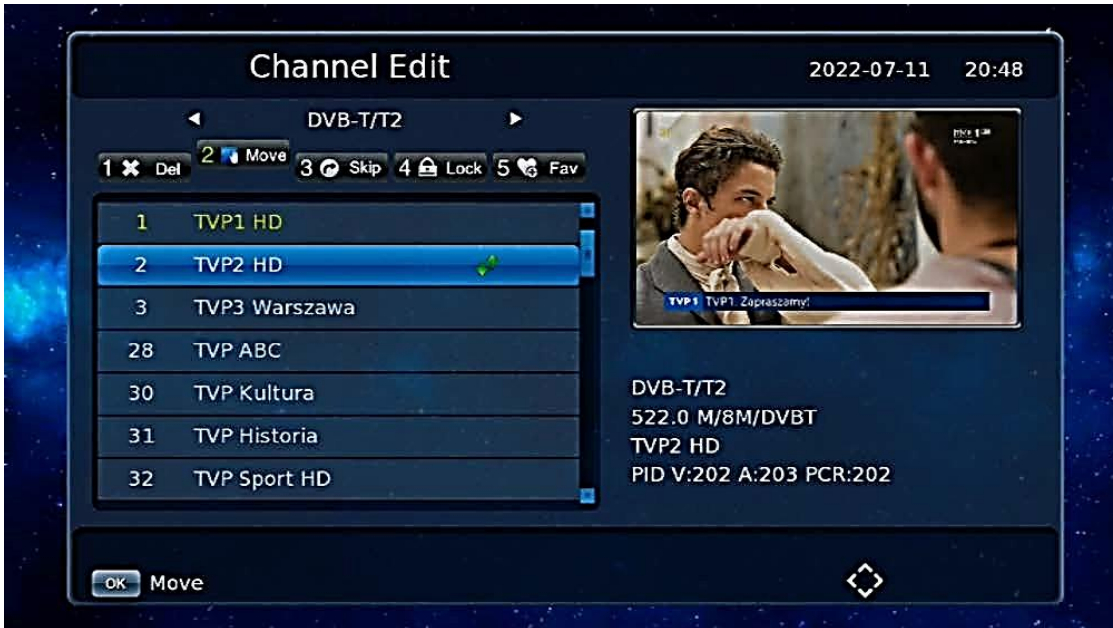 Channel Edit
2022-07-11 20:48
DVB-T/T2
1 Del 2 Move 3 Skip 4 Lock 5 Fav
1 TVP1 HD
2 TVP2 HD
3 TVP3 Warszawa
28 TVP ABC
30 TVP Kultura
31 TVP Historia
32 TVP Sport HD
TVP1 TVP1. Zapraszamy!
DVB-T/T2
522.0 M/8M/DVBT
TVP2 HD
PID V:202 A:203 PCR:202
OK Move